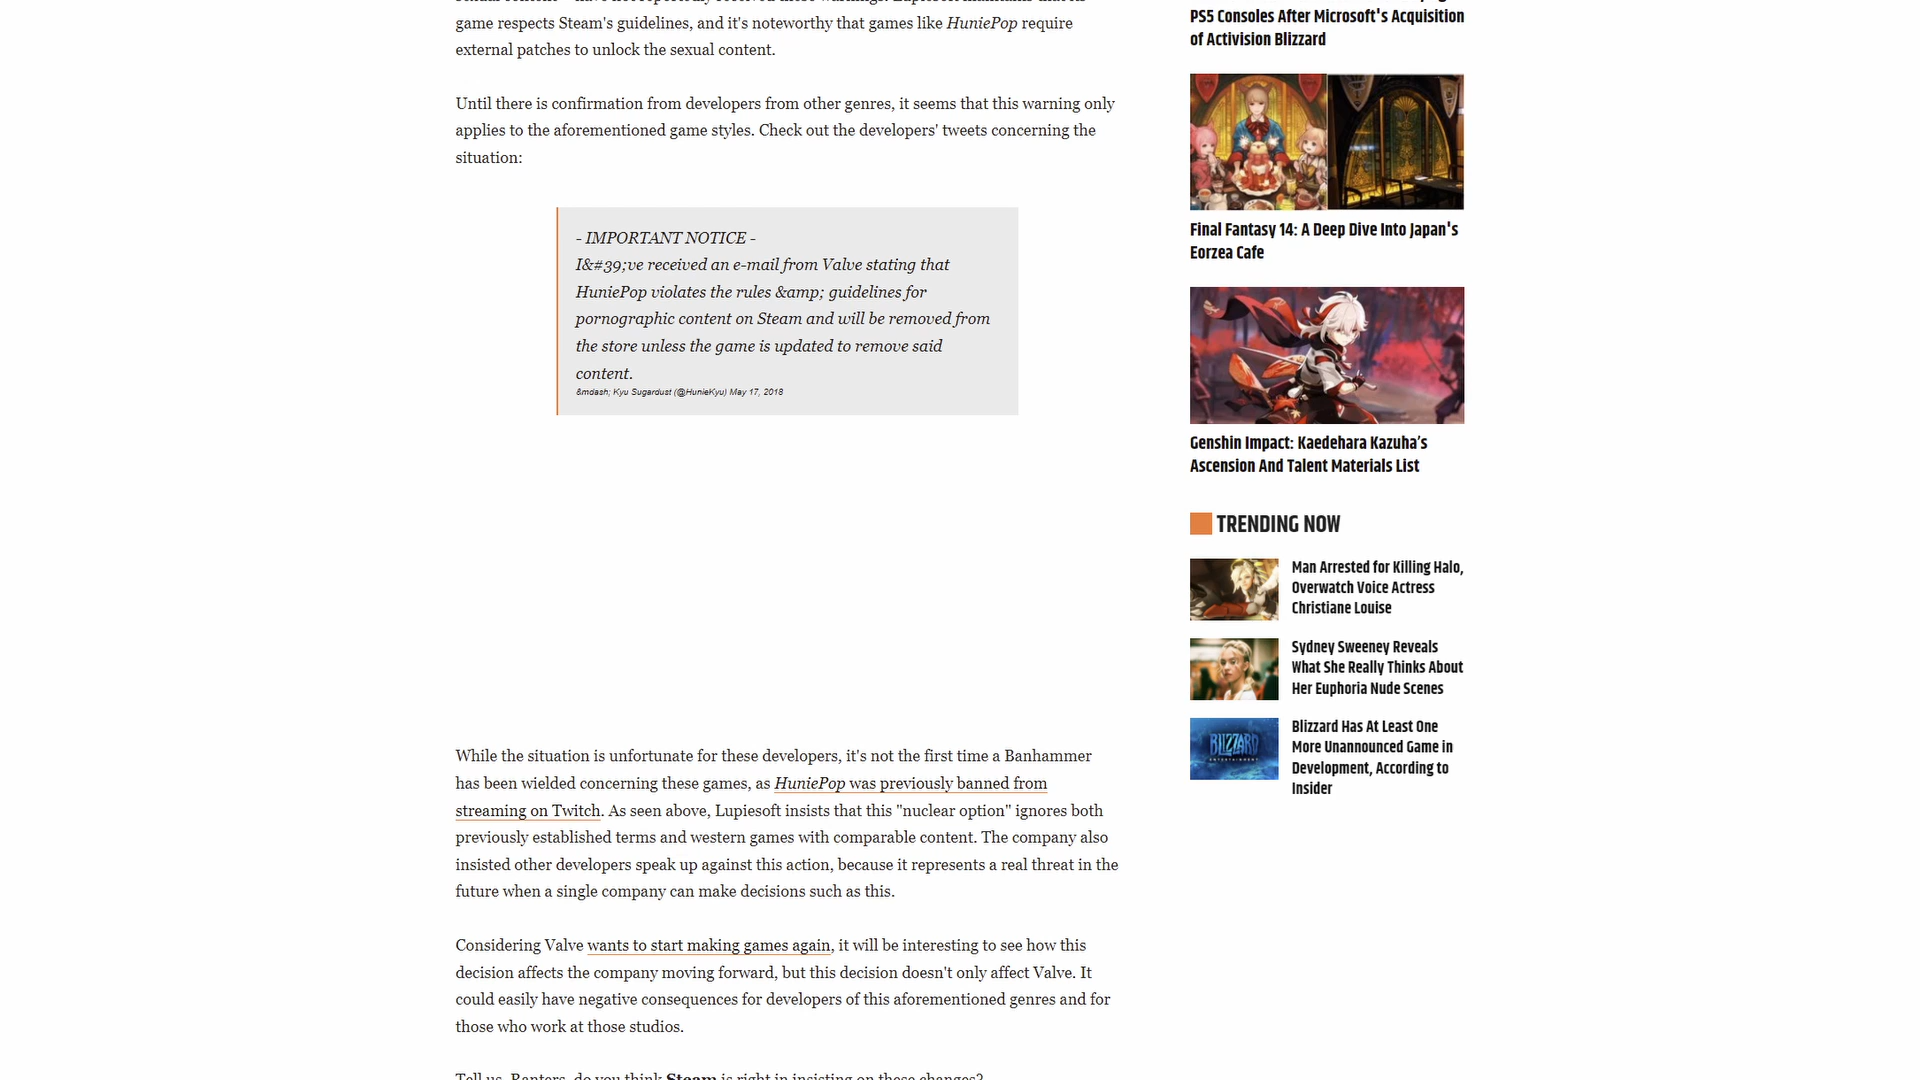 game respects Steam's guidelines, and it's noteworthy that games like HuniePop require
external patches to unlock the sexual content.
Until there is confirmation from developers from other genres, it seems that this warning only
applies to the aforementioned game styles. Check out the developers' tweets concerning the
situation:
- IMPORTANT NOTICE -
I&#39;ve received an e-mail from Valve stating that
HuniePop violates the rules &amp; guidelines for
pornographic content on Steam and will be removed from
the store unless the game is updated to remove said
content.
&mdash; Kyu Sugardust (@HunieKyu) May 17, 2018
While the situation is unfortunate for these developers, it's not the first time a Banhammer
has been wielded concerning these games, as HuniePop was previously banned from
streaming on Twitch. As seen above, Lupiesoft insists that this "nuclear option" ignores both
previously established terms and western games with comparable content. The company also
insisted other developers speak up against this action, because it represents a real threat in the
future when a single company can make decisions such as this.
Considering Valve wants to start making games again, it will be interesting to see how this
decision affects the company moving forward, but this decision doesn't only affect Valve. It
could easily have negative consequences for developers of this aforementioned genres and for
those who work at those studios.
Tell us, Ranters, do you think Steam is right in insisting on these changes?
PS5 Consoles After Microsoft's Acquisition
of Activision Blizzard
Final Fantasy 14: A Deep Dive Into Japan's
Eorzea Cafe
Genshin Impact: Kaedehara Kazuha’s
Ascension And Talent Materials List
TRENDING NOW
Man Arrested for Killing Halo,
Overwatch Voice Actress
Christiane Louise
Sydney Sweeney Reveals
What She Really Thinks About
Her Euphoria Nude Scenes
BLIZZARD
ENTERTAINMENT
Blizzard Has At Least One
More Unannounced Game in
Development, According to
Insider